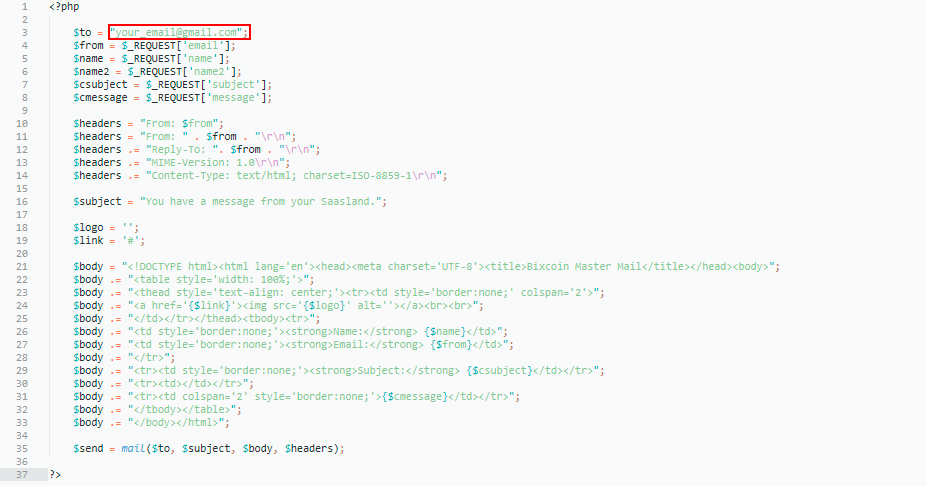 1 <?php
2
3 $to = "your_email@gmail.com";
4 $from = $_REQUEST['email'];
5 $name = $_REQUEST['name'];
6 $name2 = $_REQUEST['name2'];
7 $csubject = $_REQUEST['subject'];
8 $cmessage = $_REQUEST['message'];
9
10 $headers = "From: $from";
11 $headers = "From: " . $from . "\r\n";
12 $headers .= "Reply-To: ". $from . "\r\n";
13 $headers .= "MIME-Version: 1.0\r\n";
14 $headers .= "Content-Type: text/html; charset=ISO-8859-1\r\n";
15
16 $subject = "You have a message from your Saasland.";
17
18 $logo = '';
19 $link = '#';
20
21 $body = "<!DOCTYPE html><html lang='en'><head><meta charset='UTF-8'><title>Bixcoin Master Mail</title></head><body>";
22 $body .= "<table style='width: 100%;'>";
23 $body .= "<thead style='text-align: center;'><tr><td style='border:none;' colspan='2'>";
24 $body .= "<a href='{$link}'><img src='{$logo}' alt=''></a><br><br>";
25 $body .= "</td></tr></thead><tbody><tr>";
26 $body .= "<td style='border:none;'><strong>Name:</strong> {$name}</td>";
27 $body .= "<td style='border:none;'><strong>Email:</strong> {$from}</td>";
28 $body .= "</tr>";
29 $body .= "<tr><td style='border:none;'><strong>Subject:</strong> {$csubject}</td></tr>";
30 $body .= "<tr><td></td></tr>";
31 $body .= "<tr><td colspan='2' style='border:none;'>{$cmessage}</td></tr>";
32 $body .= "</tbody></table>";
33 $body .= "</body></html>";
34
35 $send = mail($to, $subject, $body, $headers);
36
37 ?>